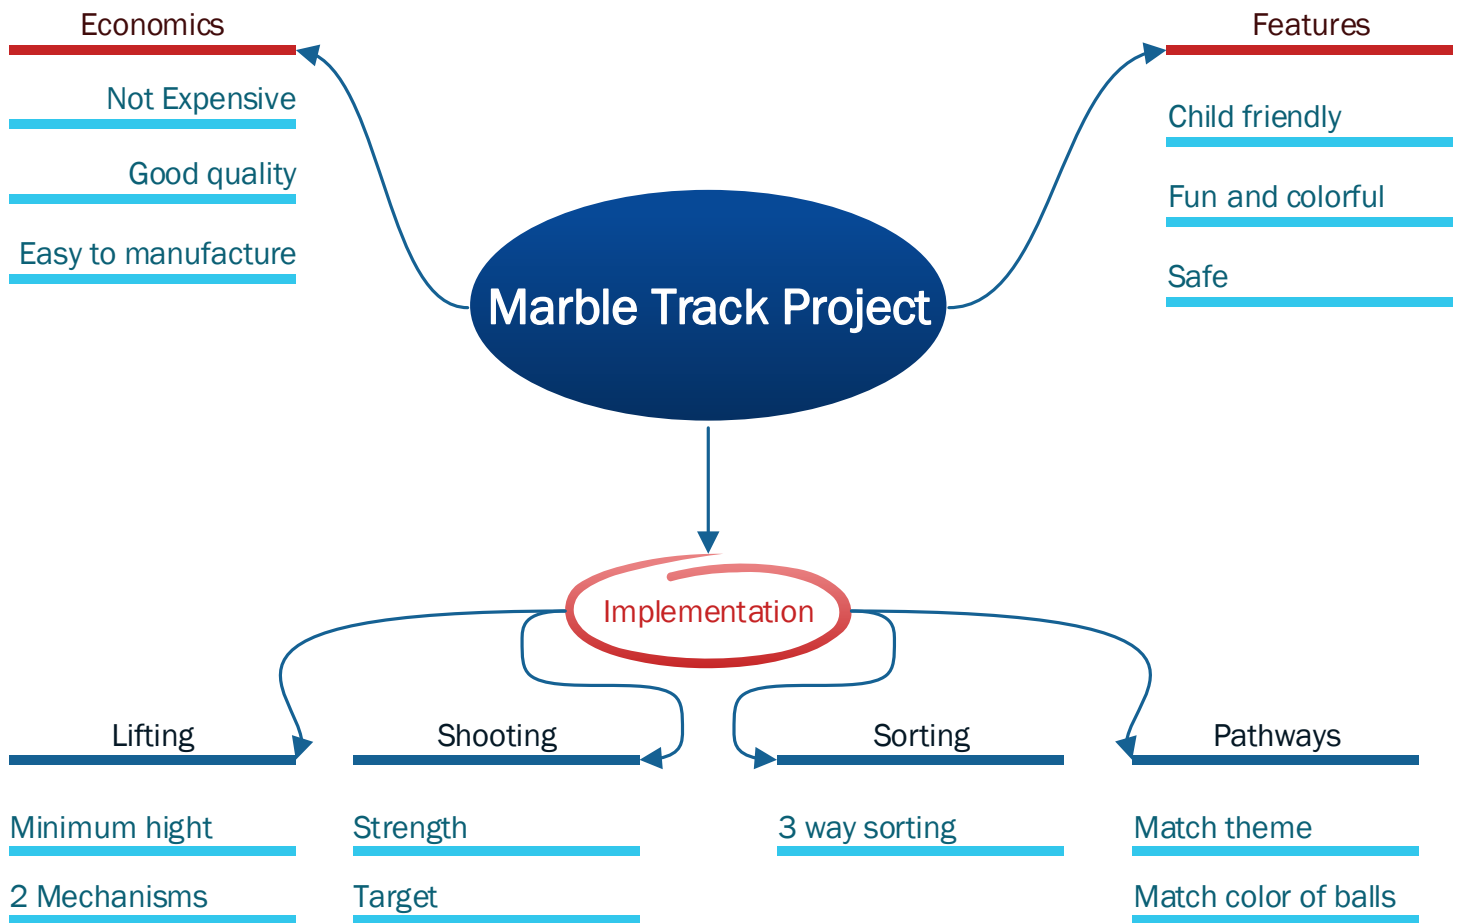 Economics
Not Expensive
Good quality
Easy to manufacture
Features
Child friendly
Fun and colorful
Safe
Marble Track Project
Implementation
Lifting
Minimum hight
2 Mechanisms
Shooting
Strength
Target
Sorting
3 way sorting
Pathways
Match theme
Match color of balls